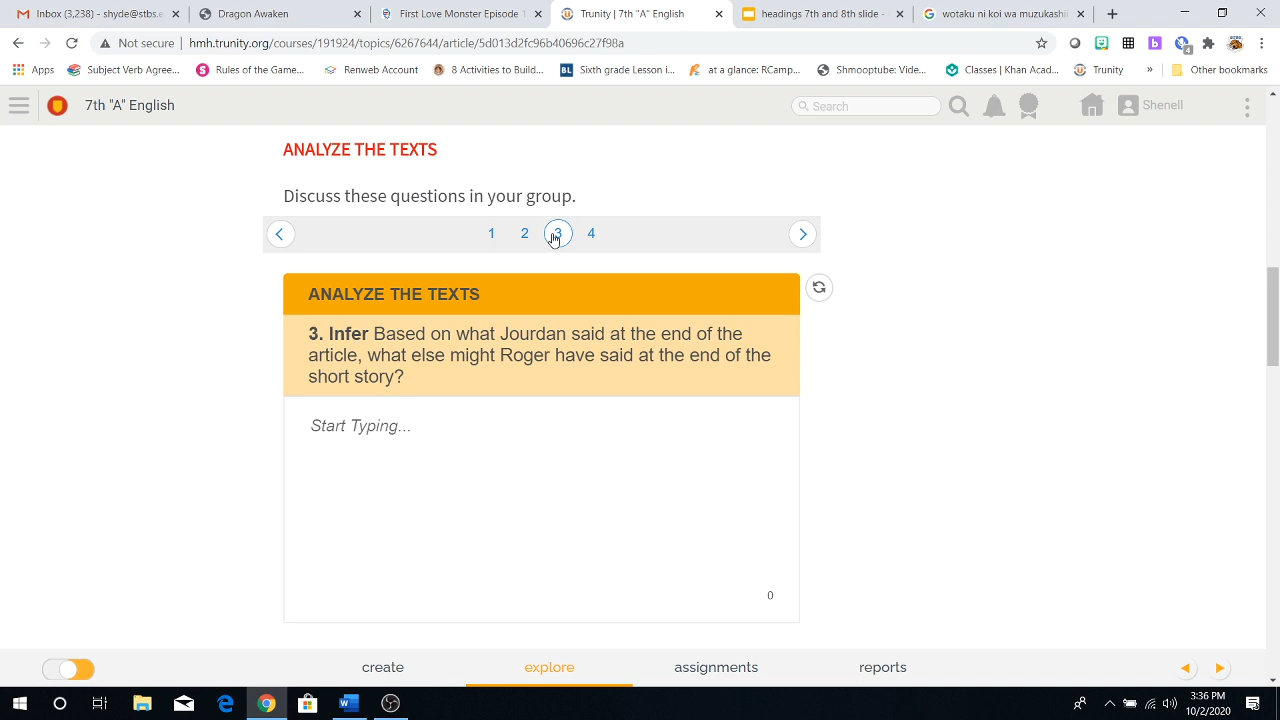 Inbox (3,238) - shyde@stbs.e
Dragon Awaken
First Love Monster Episode 1
Trunity | 7th "A" English
headings 7th and 8th slide -
wotaku ni koi wa muzukashii
Not secure | hmh.trunity.org/courses/191924/topics/267644/article/5d013d2fc96b40696c27f98a
Apps
Subject Verb Agree...
Rules of the Game...
Renweb Account
8 Activities to Build...
BL Sixth grade Lesson i...
at a glance: RCamp...
Shmooptube: Vide...
Classes | Khan Acad...
Trunity
»
Other bookmarks
7th "A" English
Search
Shenell
ANALYZE THE TEXTS
Discuss these questions in your group.
1 2 3 4
ANALYZE THE TEXTS
3. Infer Based on what Jourdan said at the end of the
article, what else might Roger have said at the end of the
short story?
Start Typing...
0
create
explore
assignments
reports
3:36 PM
10/2/2020